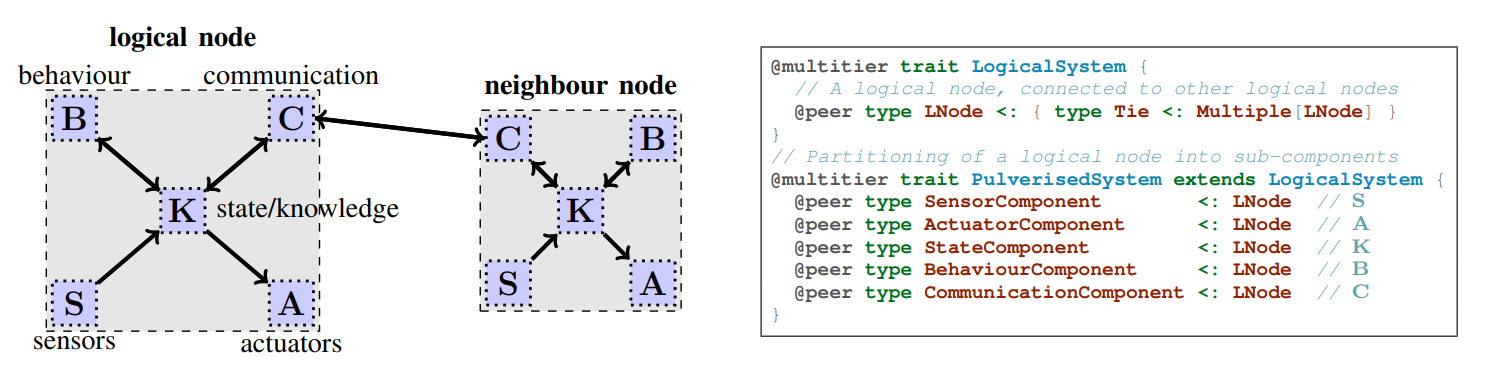 logical node
behaviour
communication
B
C
K
state/knowledge
S
A
sensors
actuators
neighbour node
C
B
K
S
A
@multitier trait LogicalSystem {
// A logical node, connected to other logical nodes
@peer type LNode <: { type Tie <: Multiple[LNode] }
}
// Partitioning of a logical node into sub-components
@multitier trait PulverisedSystem extends LogicalSystem {
@peer type SensorComponent <: LNode // S
@peer type ActuatorComponent <: LNode // A
@peer type StateComponent <: LNode // K
@peer type BehaviourComponent <: LNode // B
@peer type CommunicationComponent <: LNode // C
}